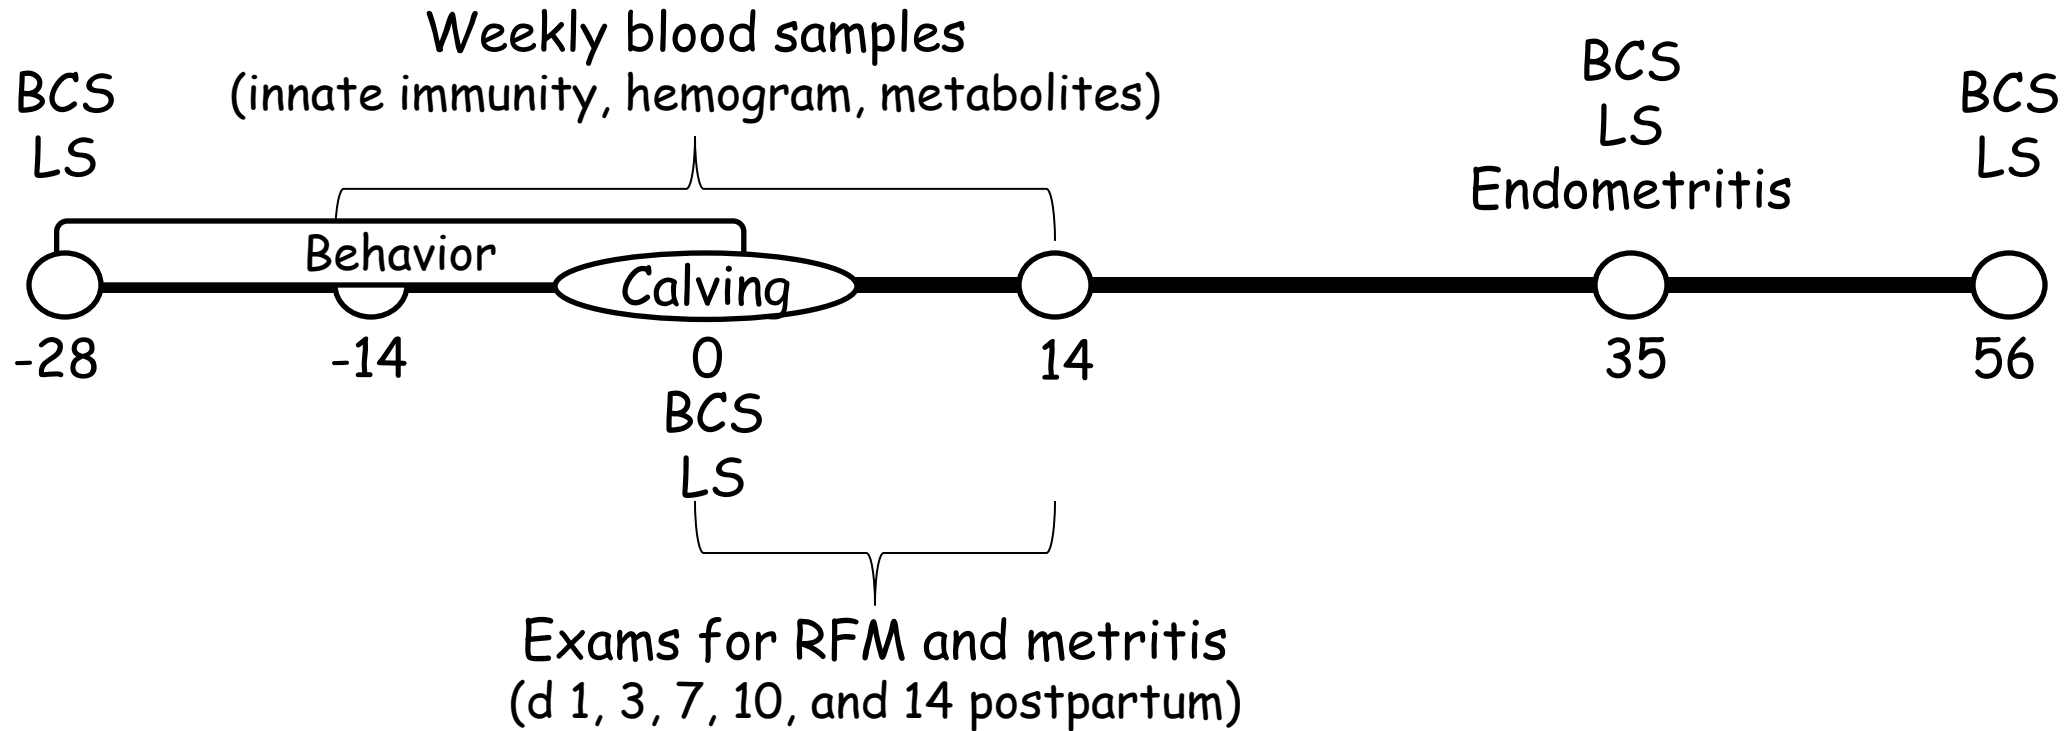 Weekly blood samples
(innate immunity, hemogram, metabolites)
BCS
LS
BCS
LS
Endometritis
BCS
LS
Behavior
Calving
-28
-14
0
14
35
56
BCS
LS
Exams for RFM and metritis
(d 1, 3, 7, 10, and 14 postpartum)